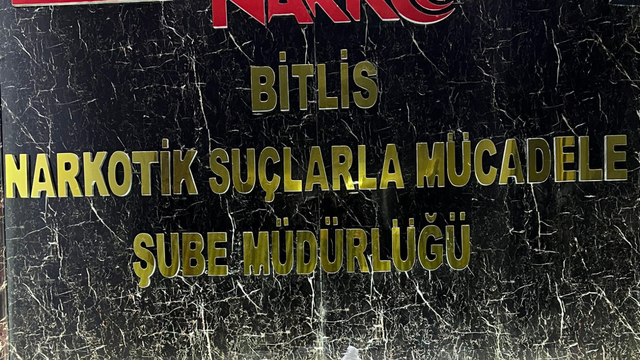 NARKO
BİTLİS
NARKOTİK SUÇLARLA MÜCADELE
ŞUBE MÜDÜRLÜĞÜ